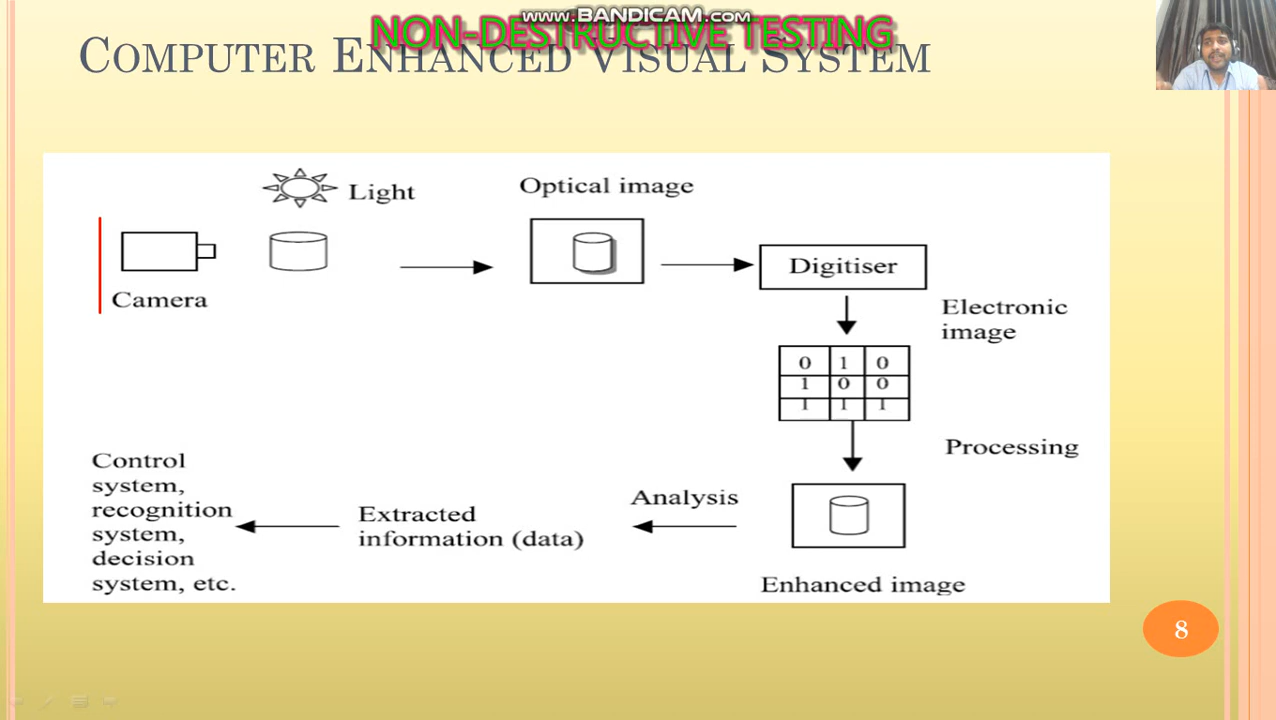 www.BANDICAM.com
NON-DESTRUCTIVE TESTING
COMPUTER ENHANCED VISUAL SYSTEM
Light
Optical image
Camera
Digitiser
Electronic
image
0 1 0
1 0 0
1 1 1
Processing
Control
system,
recognition
system,
decision
system, etc.
Extracted
information (data)
Analysis
Enhanced image
8